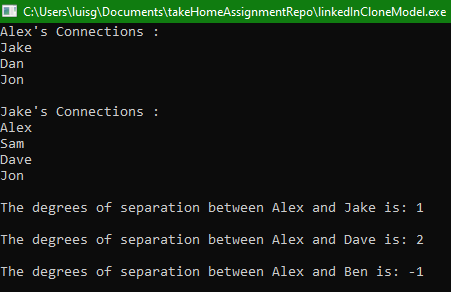 C:\Users\luisg\Documents\takeHomeAssignmentRepo\linkedInCloneModel.exe
Alex's Connections :
Jake
Dan
Jon
Jake's Connections :
Alex
Sam
Dave
Jon
The degrees of separation between Alex and Jake is: 1
The degrees of separation between Alex and Dave is: 2
The degrees of separation between Alex and Ben is: -1